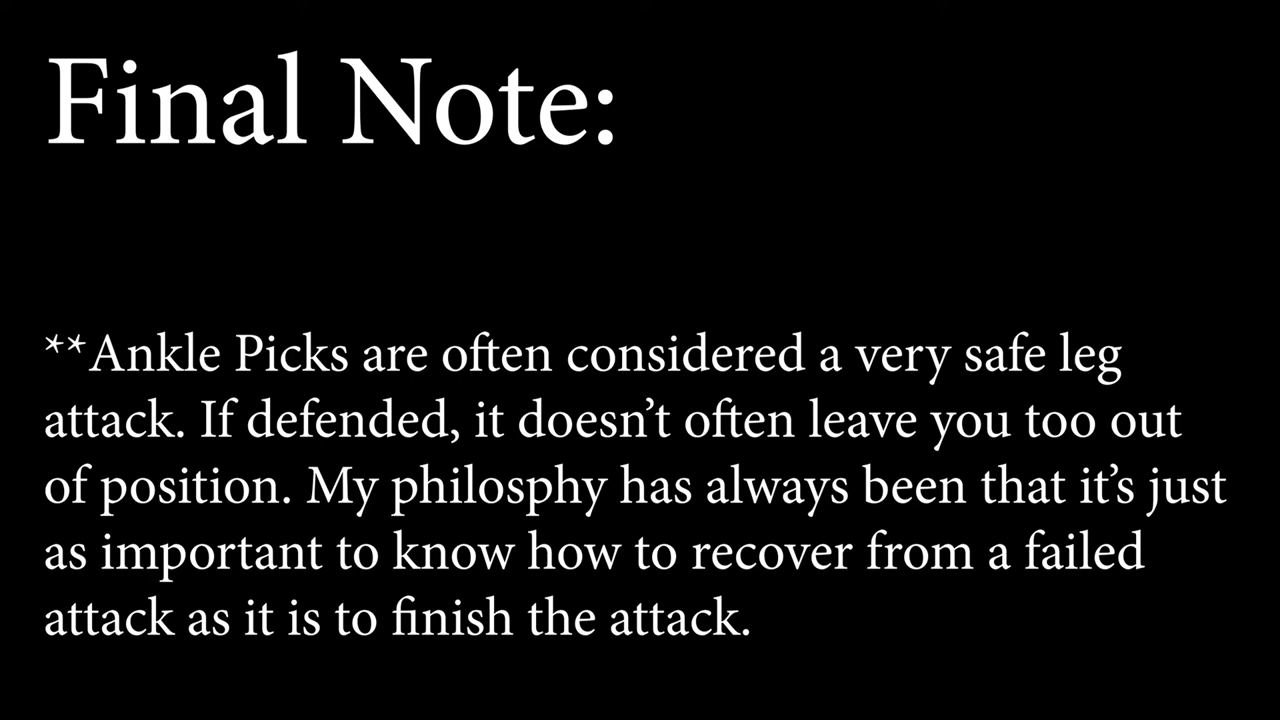 Final Note:
**Ankle Picks are often considered a very safe leg
attack. If defended, it doesn’t often leave you too out
of position. My philosphy has always been that it’s just
as important to know how to recover from a failed
attack as it is to finish the attack.